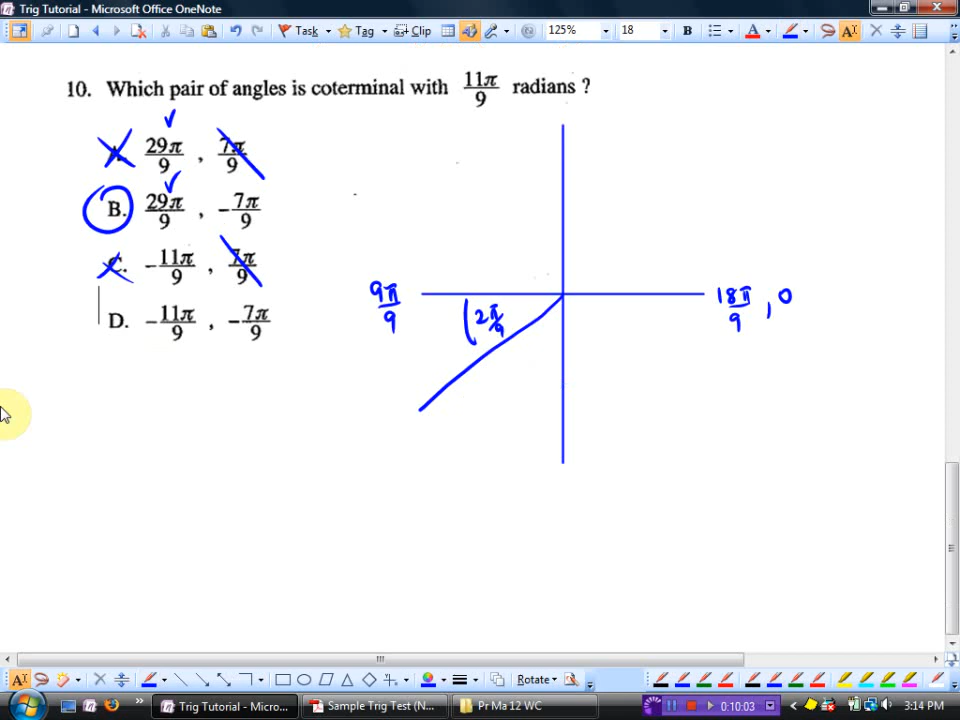 Trig Tutorial - Microsoft Office OneNote
Task Tag Clip 125% 18 B A A
10. Which pair of angles is coterminal with 11π/9 radians ?
A. 29π/9 , 7π/9
B. 29π/9 , -7π/9
C. -11π/9 , 7π/9
D. -11π/9 , -7π/9
9π/9 2π/9 18π/9 , 0
A Rotate
Trig Tutorial - Micros... Sample Trig Test (N... Pr Ma 12 WC 0:10:03 3:14 PM